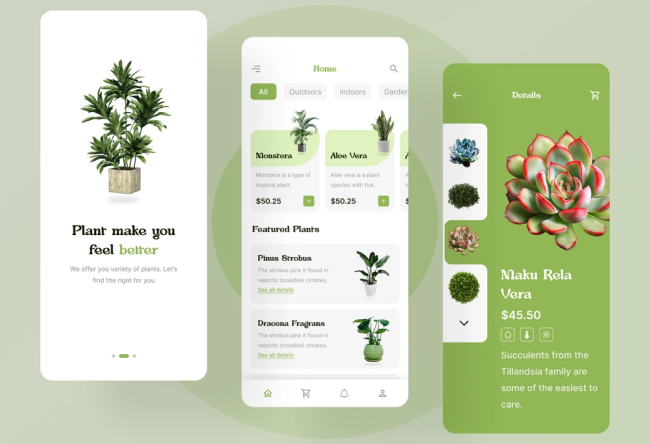 Plant make you
feel better
We offer you variety of plants. Let's
find the right for you
Home
All
Outdoors
Indoors
Garden
Monstera
Monstera is a type of
tropical plant.
$50.25
+
Aloe Vera
Aloe vera is a plant
species with tick.
$50.25
+
Featured Plants
Pinus Strobus
The strobus pine it found in
nearctic broadleol cimates.
See all details
Dracena Fragrans
The strobus pine it found in
nearctic broadleol cimates.
See all details
Details
Maku Rela
Vera
$45.50
Succulents from the
Tillandsia family are
some of the easiest to
care.